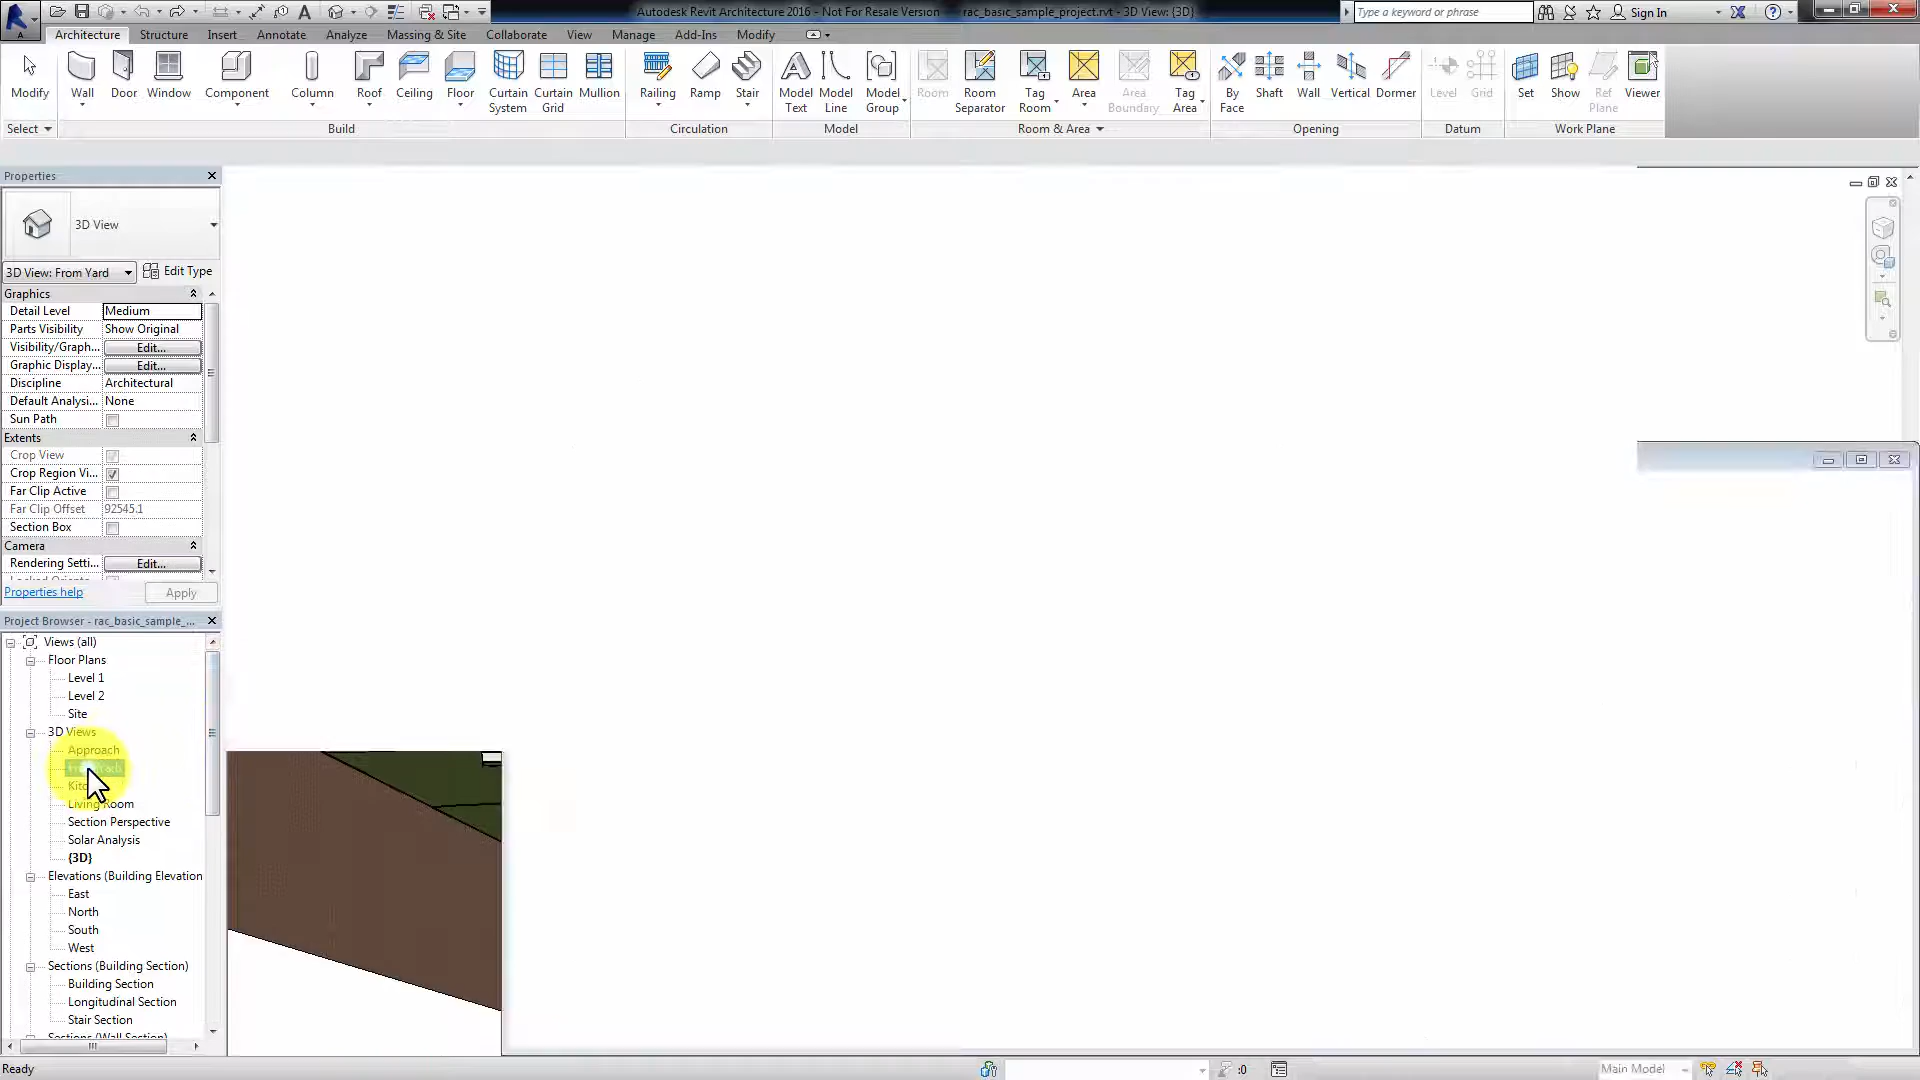 Autodesk Revit Architecture 2016 - Not For Resale Version rac_basic_sample_project.rvt - 3D View: {3D}
Type a keyword or phrase
Sign In
Architecture Structure Insert Annotate Analyze Massing & Site Collaborate View Manage Add-Ins Modify
Modify Wall Door Window Component Column Roof Ceiling Floor Curtain System Curtain Grid Mullion Railing Ramp Stair Model Text Model Line Model Group Room Room Separator Tag Room Area Area Boundary Tag Area By Face Shaft Wall Vertical Dormer Level Grid Set Show Ref Plane Viewer
Select Build Circulation Model Room & Area Opening Datum Work Plane
Properties
3D View
3D View: From Yard Edit Type
Graphics
Detail Level Medium
Parts Visibility Show Original
Visibility/Graph... Edit...
Graphic Display... Edit...
Discipline Architectural
Default Analysi... None
Sun Path
Extents
Crop View
Crop Region Vi...
Far Clip Active
Far Clip Offset 92545.1
Section Box
Camera
Rendering Setti... Edit...
Properties help Apply
Project Browser - rac_basic_sample_...
Views (all)
Floor Plans
Level 1
Level 2
Site
3D Views
Approach
Living Room
Section Perspective
Solar Analysis
{3D}
Elevations (Building Elevation
East
North
South
West
Sections (Building Section)
Building Section
Longitudinal Section
Stair Section
Sections (Wall Section)
Ready
:0
Main Model